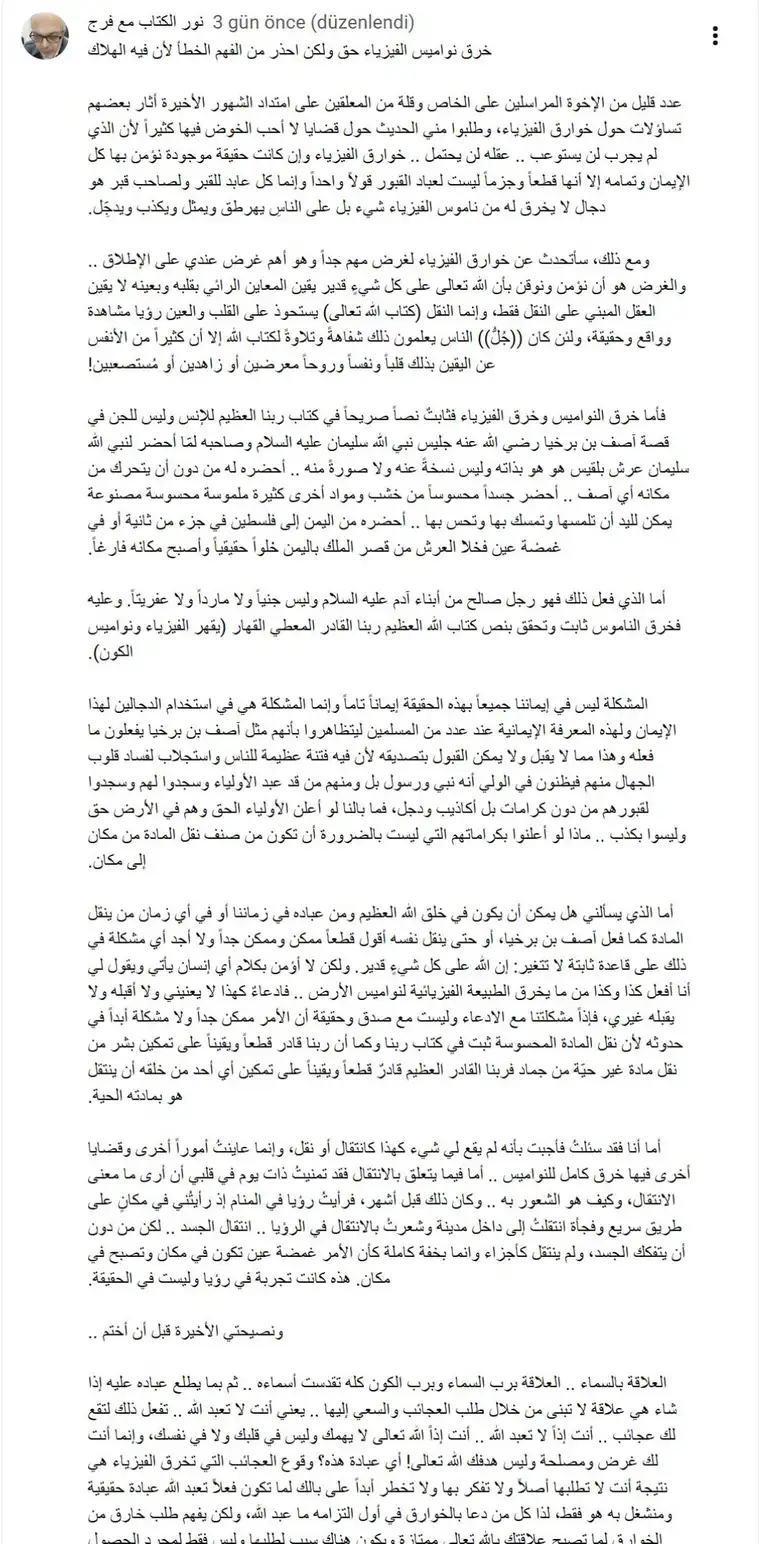 نور الكتاب مع فرج 3 gün önce (düzenlendi)
خرق نواميس الفيزياء حق ولكن احذر من الفهم الخطأ لأن فيه الهلاك
عدد قليل من الإخوة المراسلين على الخاص وقلة من المعلقين على امتداد الشهور الأخيرة أثار بعضهم
تساؤلات حول خوارق الفيزياء، وطلبوا مني الحديث حول قضايا لا أحب الخوض فيها كثيراً لأن الذي
لم يجرب لن يستوعب .. عقله لن يحتمل .. خوارق الفيزياء وإن كانت حقيقة موجودة نؤمن بها كل
الإيمان وتمامه إلا أنها قطعاً وجزماً ليست لعباد القبور قولاً واحداً وإنما كل عابد للقبر ولصاحب قبر هو
دجال لا يخرق له من ناموس الفيزياء شيء بل على الناسِ يهرطق ويمثل ويكذب ويدجّل.
ومع ذلك، سأتحدث عن خوارق الفيزياء لغرض مهم جداً وهو أهم غرض عندي على الإطلاق ..
والغرض هو أن نؤمن ونوقن بأن الله تعالى على كل شيءٍ قدير يقين المعاين الرائي بقلبه وبعينه لا يقين
العقل المبني على النقل فقط، وإنما النقل (كتاب الله تعالى) يستحوذ على القلب والعين رؤيا مشاهدة
وواقع وحقيقة، ولئن كان ((جُلُّ)) الناس يعلمون ذلك شفاهةً وتلاوةً لكتاب الله إلا أن كثيراً من الأنفس
عن اليقين بذلك قلباً ونفساً وروحاً معرضين أو زاهدين أو مُستصعبين!
فأما خرق النواميس وخرق الفيزياء فثابتٌ نصاً صريحاً في كتاب ربنا العظيم للإنس وليس للجن في
قصة آصف بن برخيا رضي الله عنه جليس نبي الله سليمان عليه السلام وصاحبه لمّا أحضر لنبي الله
سليمان عرش بلقيس هو هو بذاته وليس نسخةً عنه ولا صورةً منه .. أحضره له من دون أن يتحرك من
مكانه أي آصف .. أحضر جسداً محسوساً من خشب ومواد أخرى كثيرة ملموسة محسوسة مصنوعة
يمكن لليد أن تلمسها وتمسك بها وتحس بها .. أحضره من اليمن إلى فلسطين في جزء من ثانية أو في
غمضة عين فخلا العرش من قصر الملك باليمن خلواً حقيقياً وأصبح مكانه فارغاً.
أما الذي فعل ذلك فهو رجل صالح من أبناء آدم عليه السلام وليس جنياً ولا مارداً ولا عفريتاً. وعليه
فخرق الناموس ثابت وتحقق بنص كتاب الله العظيم ربنا القادر المعطي القهار (يقهر الفيزياء ونواميس
الكون).
المشكلة ليس في إيماننا جميعاً بهذه الحقيقة إيماناً تاماً وإنما المشكلة هي في استخدام الدجالين لهذا
الإيمان ولهذه المعرفة الإيمانية عند عدد من المسلمين ليتظاهروا بأنهم مثل آصف بن برخيا يفعلون ما
فعله وهذا مما لا يقبل ولا يمكن القبول بتصديقه لأن فيه فتنة عظيمة للناس واستجلاب لفساد قلوب
الجهال منهم فيظنون في الولي أنه نبي ورسول بل ومنهم من قد عبد الأولياء وسجدوا لهم وسجدوا
لقبورهم من دون كرامات بل أكاذيب ودجل، فما بالنا لو أعلن الأولياء الحق وهم في الأرض حق
وليسوا بكذب .. ماذا لو أعلنوا بكراماتهم التي ليست بالضرورة أن تكون من صنف نقل المادة من مكان
إلى مكان.
أما الذي يسألني هل يمكن أن يكون في خلق الله العظيم ومن عباده في زماننا أو في أي زمان من ينقل
المادة كما فعل آصف بن برخيا، أو حتى ينقل نفسه أقول قطعاً ممكن وممكن جداً ولا أجد أي مشكلة في
ذلك على قاعدة ثابتة لا تتغير: إن الله على كل شيءٍ قدير. ولكن لا أؤمن بكلام أي إنسان يأتي ويقول لي
أنا أفعل كذا وكذا من ما يخرق الطبيعة الفيزيائية لنواميس الأرض .. فادعاءٌ كهذا لا يعنيني ولا أقبله ولا
يقبله غيري، فإذاً مشكلتنا مع الادعاء وليست مع صدق وحقيقة أن الأمر ممكن جداً ولا مشكلة أبداً في
حدوثه لأن نقل المادة المحسوسة ثبت في كتاب ربنا وكما أن ربنا قادر قطعاً ويقيناً على تمكين بشر من
نقل مادة غير حيّة من جماد فربنا القادر العظيم قادرٌ قطعاً ويقيناً على تمكين أي أحد من خلقه أن ينتقل
هو بمادته الحية.
أما أنا فقد سئلتُ فأجبت بأنه لم يقع لي شيء كهذا كانتقال أو نقل، وإنما عاينتُ أموراً أخرى وقضايا
أخرى فيها خرق كامل للنواميس .. أما فيما يتعلق بالانتقال فقد تمنيتُ ذات يوم في قلبي أن أرى ما معنى
الانتقال، وكيف هو الشعور به .. وكان ذلك قبل أشهر، فرأيتُ رؤيا في المنام إذ رأيتُني في مكانٍ على
طريق سريع وفجأة انتقلتُ إلى داخل مدينة وشعرتُ بالانتقال في الرؤيا .. انتقال الجسد .. لكن من دون
أن يتفكك الجسد، ولم ينتقل كأجزاء وانما بخفة كاملة كأن الأمر غمضة عين تكون في مكان وتصبح في
مكان. هذه كانت تجربة في رؤيا وليست في الحقيقة.
ونصيحتي الأخيرة قبل أن أختم ..
العلاقة بالسماء .. العلاقة برب السماء وبرب الكون كله تقدست أسماءه .. ثم بما يطلع عباده عليه إذا
شاء هي علاقة لا تبنى من خلال طلب العجائب والسعي إليها .. يعني أنت لا تعبد الله .. تفعل ذلك لتقع
لك عجائب .. أنت إذاً لا تعبد الله .. أنت إذاً الله تعالى لا يهمك وليس في قلبك ولا في نفسك، وإنما أنت
لك غرض ومصلحة وليس هدفك الله تعالى! أي عبادة هذه؟ وقوع العجائب التي تخرق الفيزياء هي
نتيجة أنت لا تطلبها أصلاً ولا تفكر بها ولا تخطر أبداً على بالك لما تكون فعلاً تعبد الله عبادة حقيقية
ومنشغل به هو فقط، لذا كل من دعا بالخوارق في أول التزامه ما عبد الله، ولكن يفهم طلب خارق من
الخوارق لما تصبح علاقتك بالله تعالى ممتازة ويكون هناك سبب لطلبها وليس فقط لمجرد الحصول